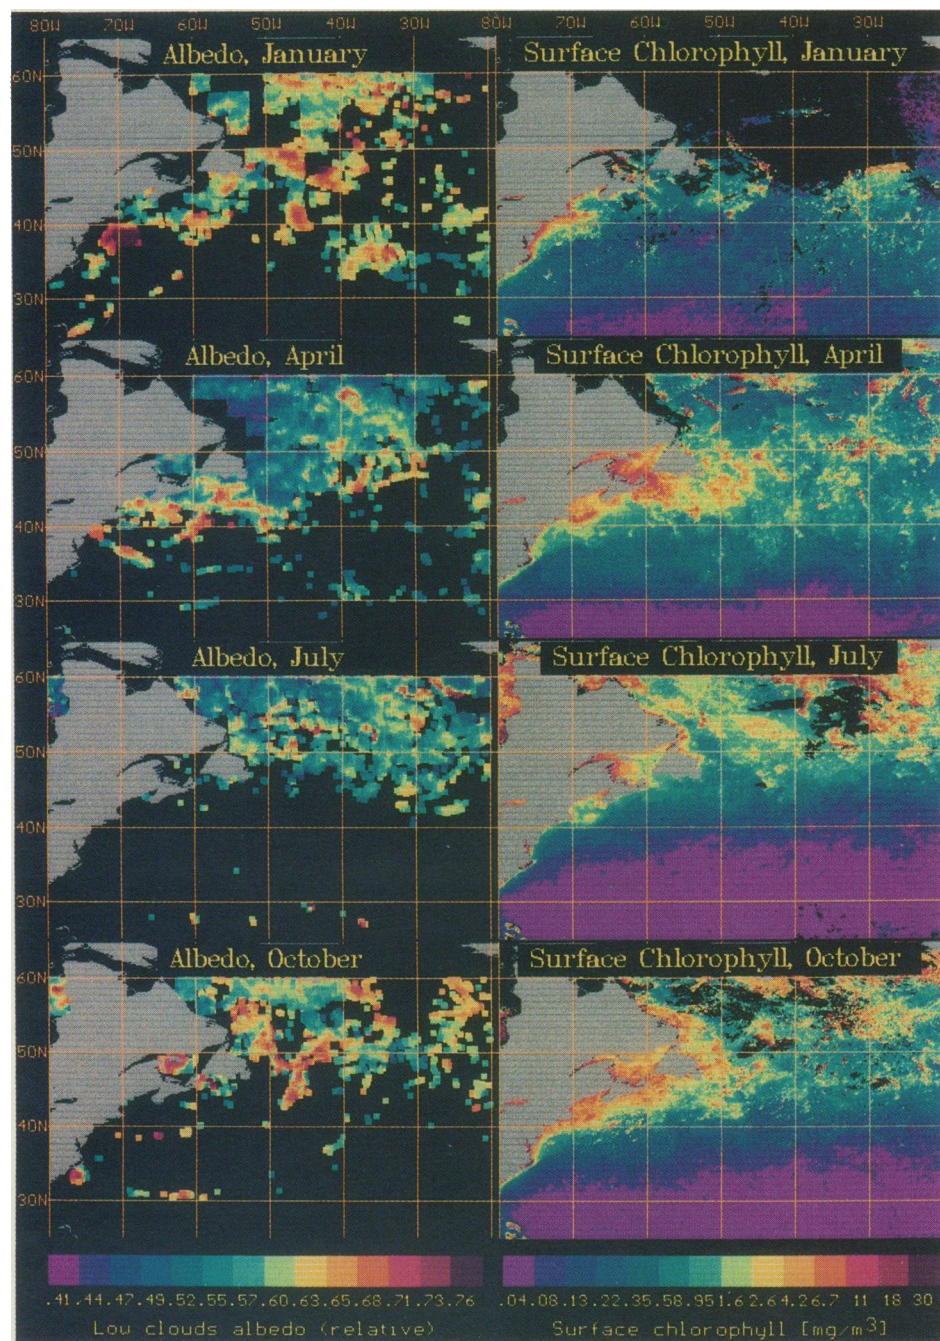 80W 70W 60W 50W 40W 30W 80W 70W 60W 50W 40W 30W
Albedo, January
Surface Chlorophyll, January
60N
50N
40N
30N
Albedo, April
Surface Chlorophyll, April
60N
50N
40N
30N
Albedo, July
Surface Chlorophyll, July
60N
50N
40N
30N
Albedo, October
Surface Chlorophyll, October
60N
50N
40N
30N
.41 .44 .47 .49 .52 .55 .57 .60 .63 .65 .68 .71 .73 .76
Low clouds albedo (relative)
.04 .08 .13 .22 .35 .58 .95 1.6 2.6 4.2 6.7 11 18 30
Surface chlorophyll [mg/m3]